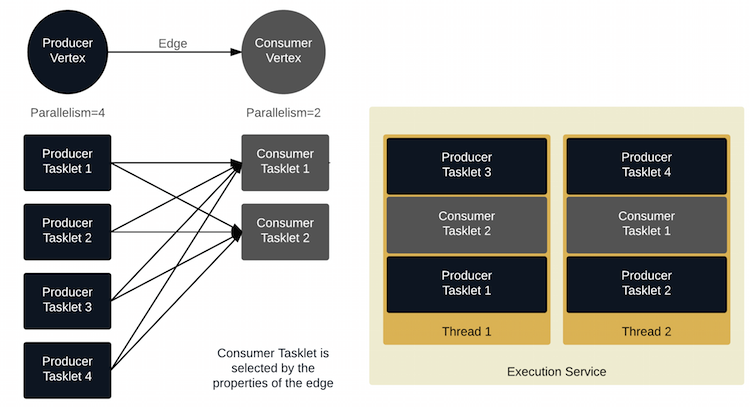 Producer
Vertex
Edge
Consumer
Vertex
Parallelism=4
Parallelism=2
Producer
Tasklet 1
Producer
Tasklet 2
Producer
Tasklet 3
Producer
Tasklet 4
Consumer
Tasklet 1
Consumer
Tasklet 2
Consumer Tasklet is
selected by the
properties of the edge
Producer
Tasklet 3
Consumer
Tasklet 2
Producer
Tasklet 1
Thread 1
Producer
Tasklet 4
Consumer
Tasklet 1
Producer
Tasklet 2
Thread 2
Execution Service